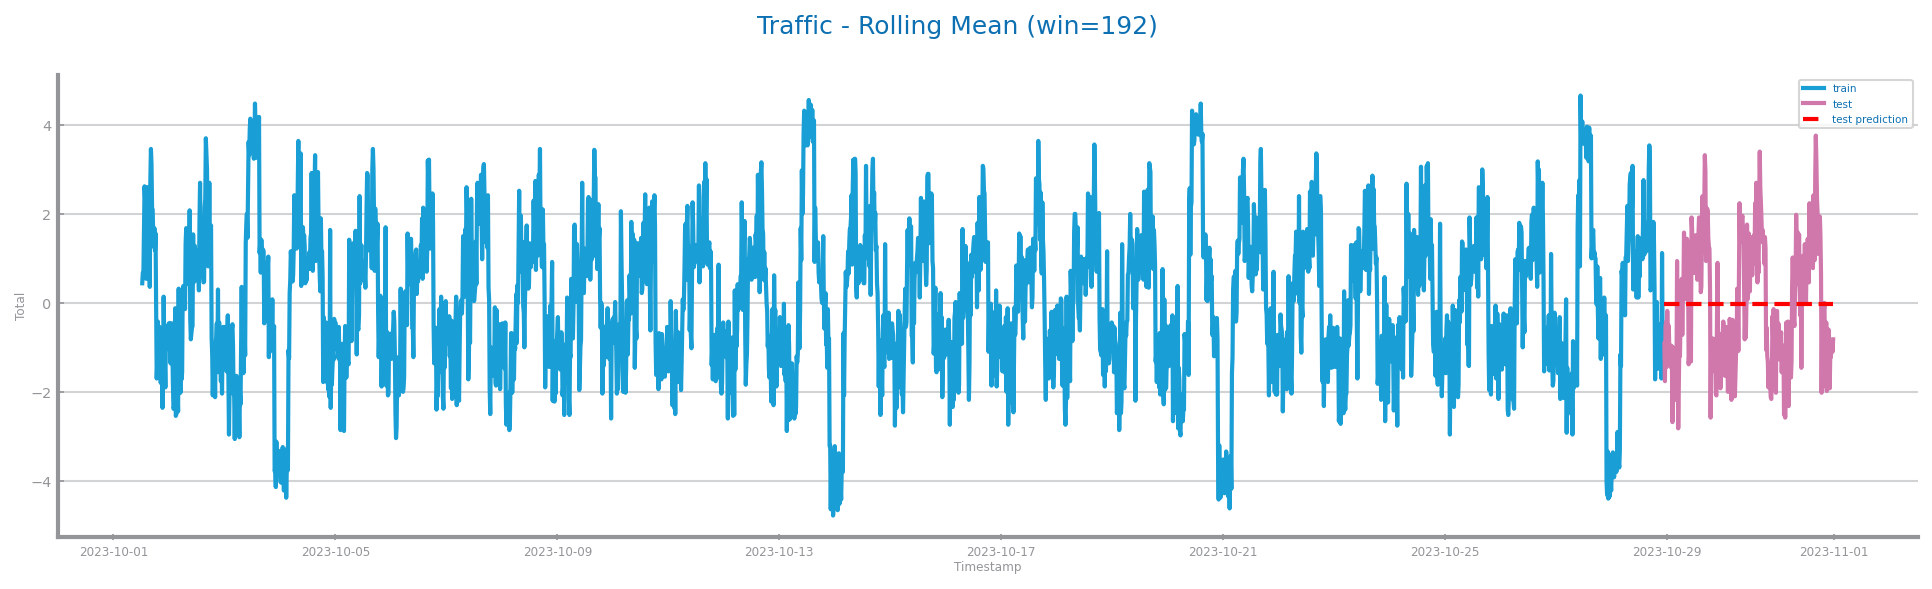 Traffic - Rolling Mean (win=192)
train
test
test prediction
4
2
0
−2
−4
Total
2023-10-01
2023-10-05
2023-10-09
2023-10-13
2023-10-17
2023-10-21
2023-10-25
2023-10-29
2023-11-01
Timestamp